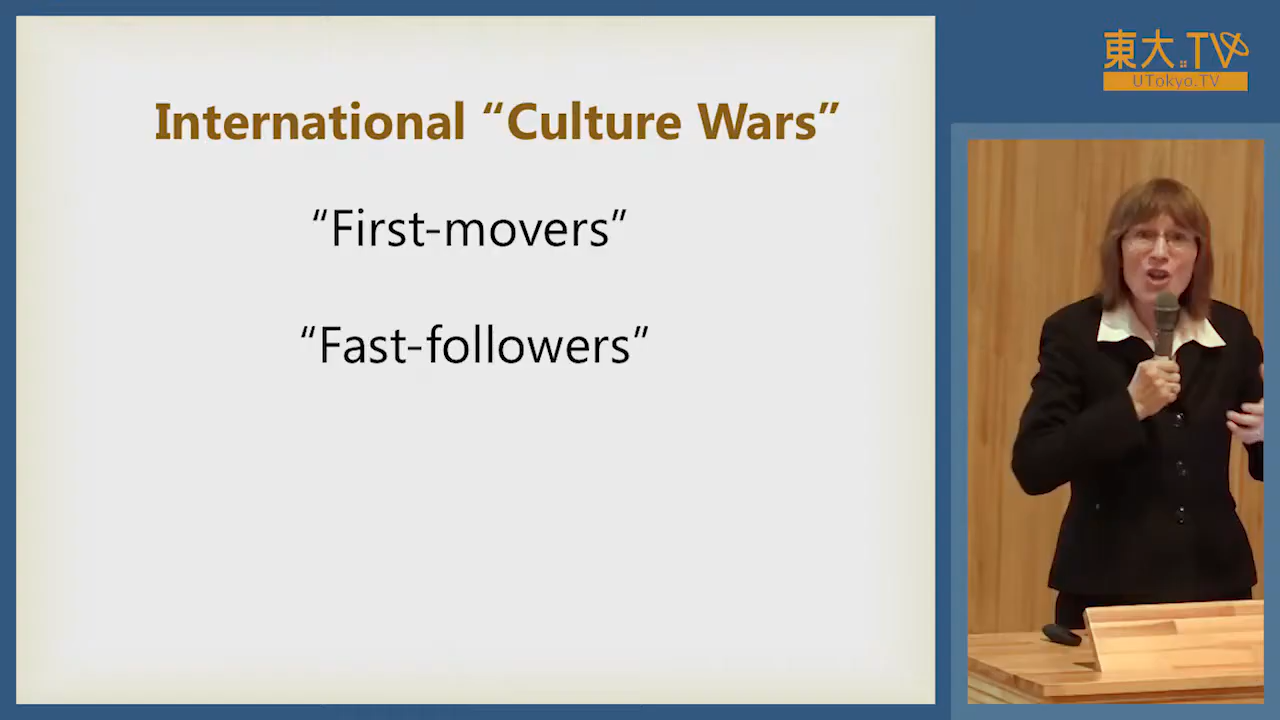 東大.TV
UTokyo.TV
International “Culture Wars”
“First-movers”
“Fast-followers”